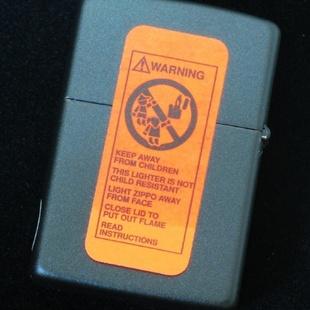 WARNING
KEEP AWAY
FROM CHILDREN
THIS LIGHTER IS NOT
CHILD RESISTANT
LIGHT ZIPPO AWAY
FROM FACE
CLOSE LID TO
PUT OUT FLAME
READ
INSTRUCTIONS